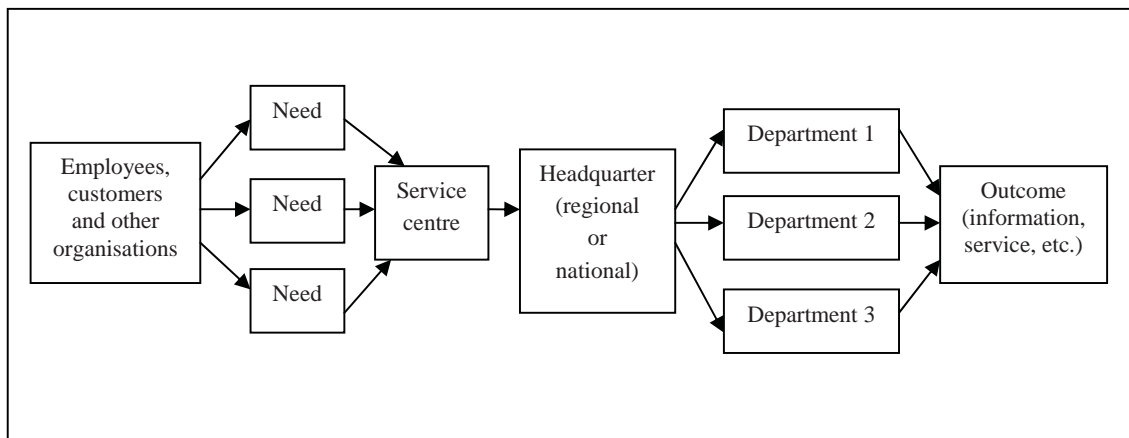 Employees,
customers
and other
organisations
Need
Need
Need
Service
centre
Headquarter
(regional
or
national)
Department 1
Department 2
Department 3
Outcome
(information,
service, etc.)